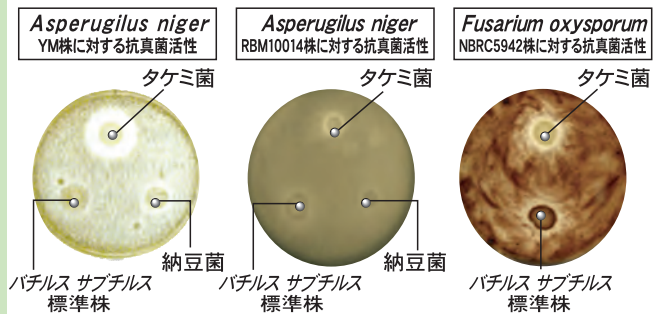 Asperugilus niger
YM株に対する抗真菌活性
タケミ菌
バチルス サブチルス
標準株
納豆菌
Asperugilus niger
RBM10014株に対する抗真菌活性
タケミ菌
バチルス サブチルス
標準株
納豆菌
Fusarium oxysporum
NBRC5942株に対する抗真菌活性
タケミ菌
バチルス サブチルス
標準株